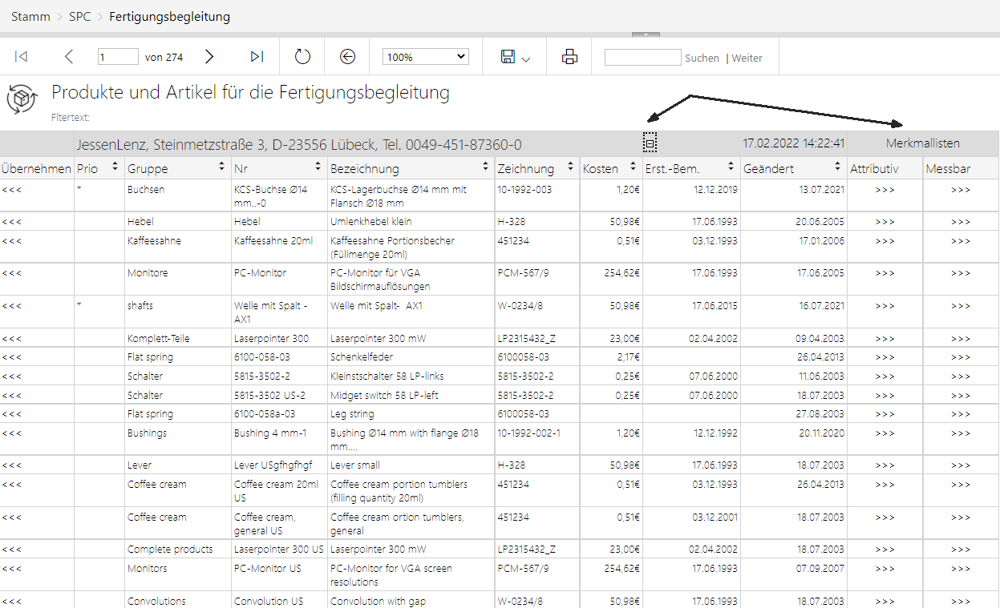 Stamm > SPC > Fertigungsbegleitung
1 von 274 100% Suchen | Weiter
Produkte und Artikel für die Fertigungsbegleitung
Fltertext:
JessenLenz, Steinmetzstraße 3, D-23556 Lübeck, Tel. 0049-451-87360-0 17.02.2022 14:22:41 Merkmallisten
Übernehmen Prio Gruppe Nr Bezeichnung Zeichnung Kosten Erst.-Bem. Geändert Attributiv Messbar
<<< * Buchsen KCS-Buchse Ø14 KCS-Lagerbuchse Ø14 mm mit 10-1992-003 1,20€ 12.12.2019 13.07.2021 >>> >>>
mm..-0 Flansch Ø18 mm
<<< Hebel Hebel Umlenkhebel klein H-328 50,98€ 17.06.1993 20.06.2005 >>> >>>
<<< Kaffeesahne Kaffeesahne 20ml Kaffeesahne Portionsbecher 451234 0,51€ 03.12.1993 17.01.2006 >>> >>>
(Füllmenge 20ml)
<<< Monitore PC-Monitor PC-Monitor für VGA PCM-567/9 254,62€ 17.06.1993 17.06.2005 >>> >>>
Bildschirmauflösungen
<<< * shafts Welle mit Spalt - Welle mit Spalt- AX1 W-0234/8 50,98€ 17.06.2015 16.07.2021 >>> >>>
AX1
<<< Komplett-Teile Laserpointer 300 Laserpointer 300 mW LP2315432_Z 23,00€ 02.04.2002 09.04.2003 >>> >>>
<<< Flat spring 6100-058-03 Schenkelfeder 6100058-03 2,17€ 26.04.2013 >>> >>>
<<< Schalter 5815-3502-2 Kleinstschalter 58 LP-links 5815-3502-2 0,25€ 07.06.2000 11.06.2003 >>> >>>
<<< Schalter 5815-3502 US-2 Midget switch 58 LP-left 5815-3502-2 0,25€ 07.06.2000 18.07.2003 >>> >>>
<<< Flat spring 6100-058a-03 Leg string 6100058-03 27.08.2003 >>> >>>
<<< Bushings Bushing 4 mm-1 Bushing Ø14 mm with flange Ø18 10-1992-002-1 1,20€ 12.12.1992 20.11.2020 >>> >>>
mm....
<<< Lever Lever USgfhgfhgf Lever small H-328 50,98€ 17.06.1993 18.07.2003 >>> >>>
<<< Coffee cream Coffee cream 20ml Coffee cream portion tumblers 451234 0,51€ 03.12.1993 26.04.2013 >>> >>>
US (filling quantity 20ml)
<<< Coffee cream Coffee cream, Coffee cream ortion tumblers, 451234 0,51€ 03.12.2001 18.07.2003 >>> >>>
general US general
<<< Complete products Laserpointer 300 US Laserpointer 300 mW LP2315432_Z 23,00€ 02.04.2002 18.07.2003 >>> >>>
<<< Monitors PC-Monitor US PC-Monitor for VGA screen PCM-567/9 254,62€ 17.06.1993 07.09.2007 >>> >>>
resolutions
<<< Convolutions Convolution US Convolution with gap W-0234/8 50,98€ 17.06.1993 18.07.2003 >>> >>>